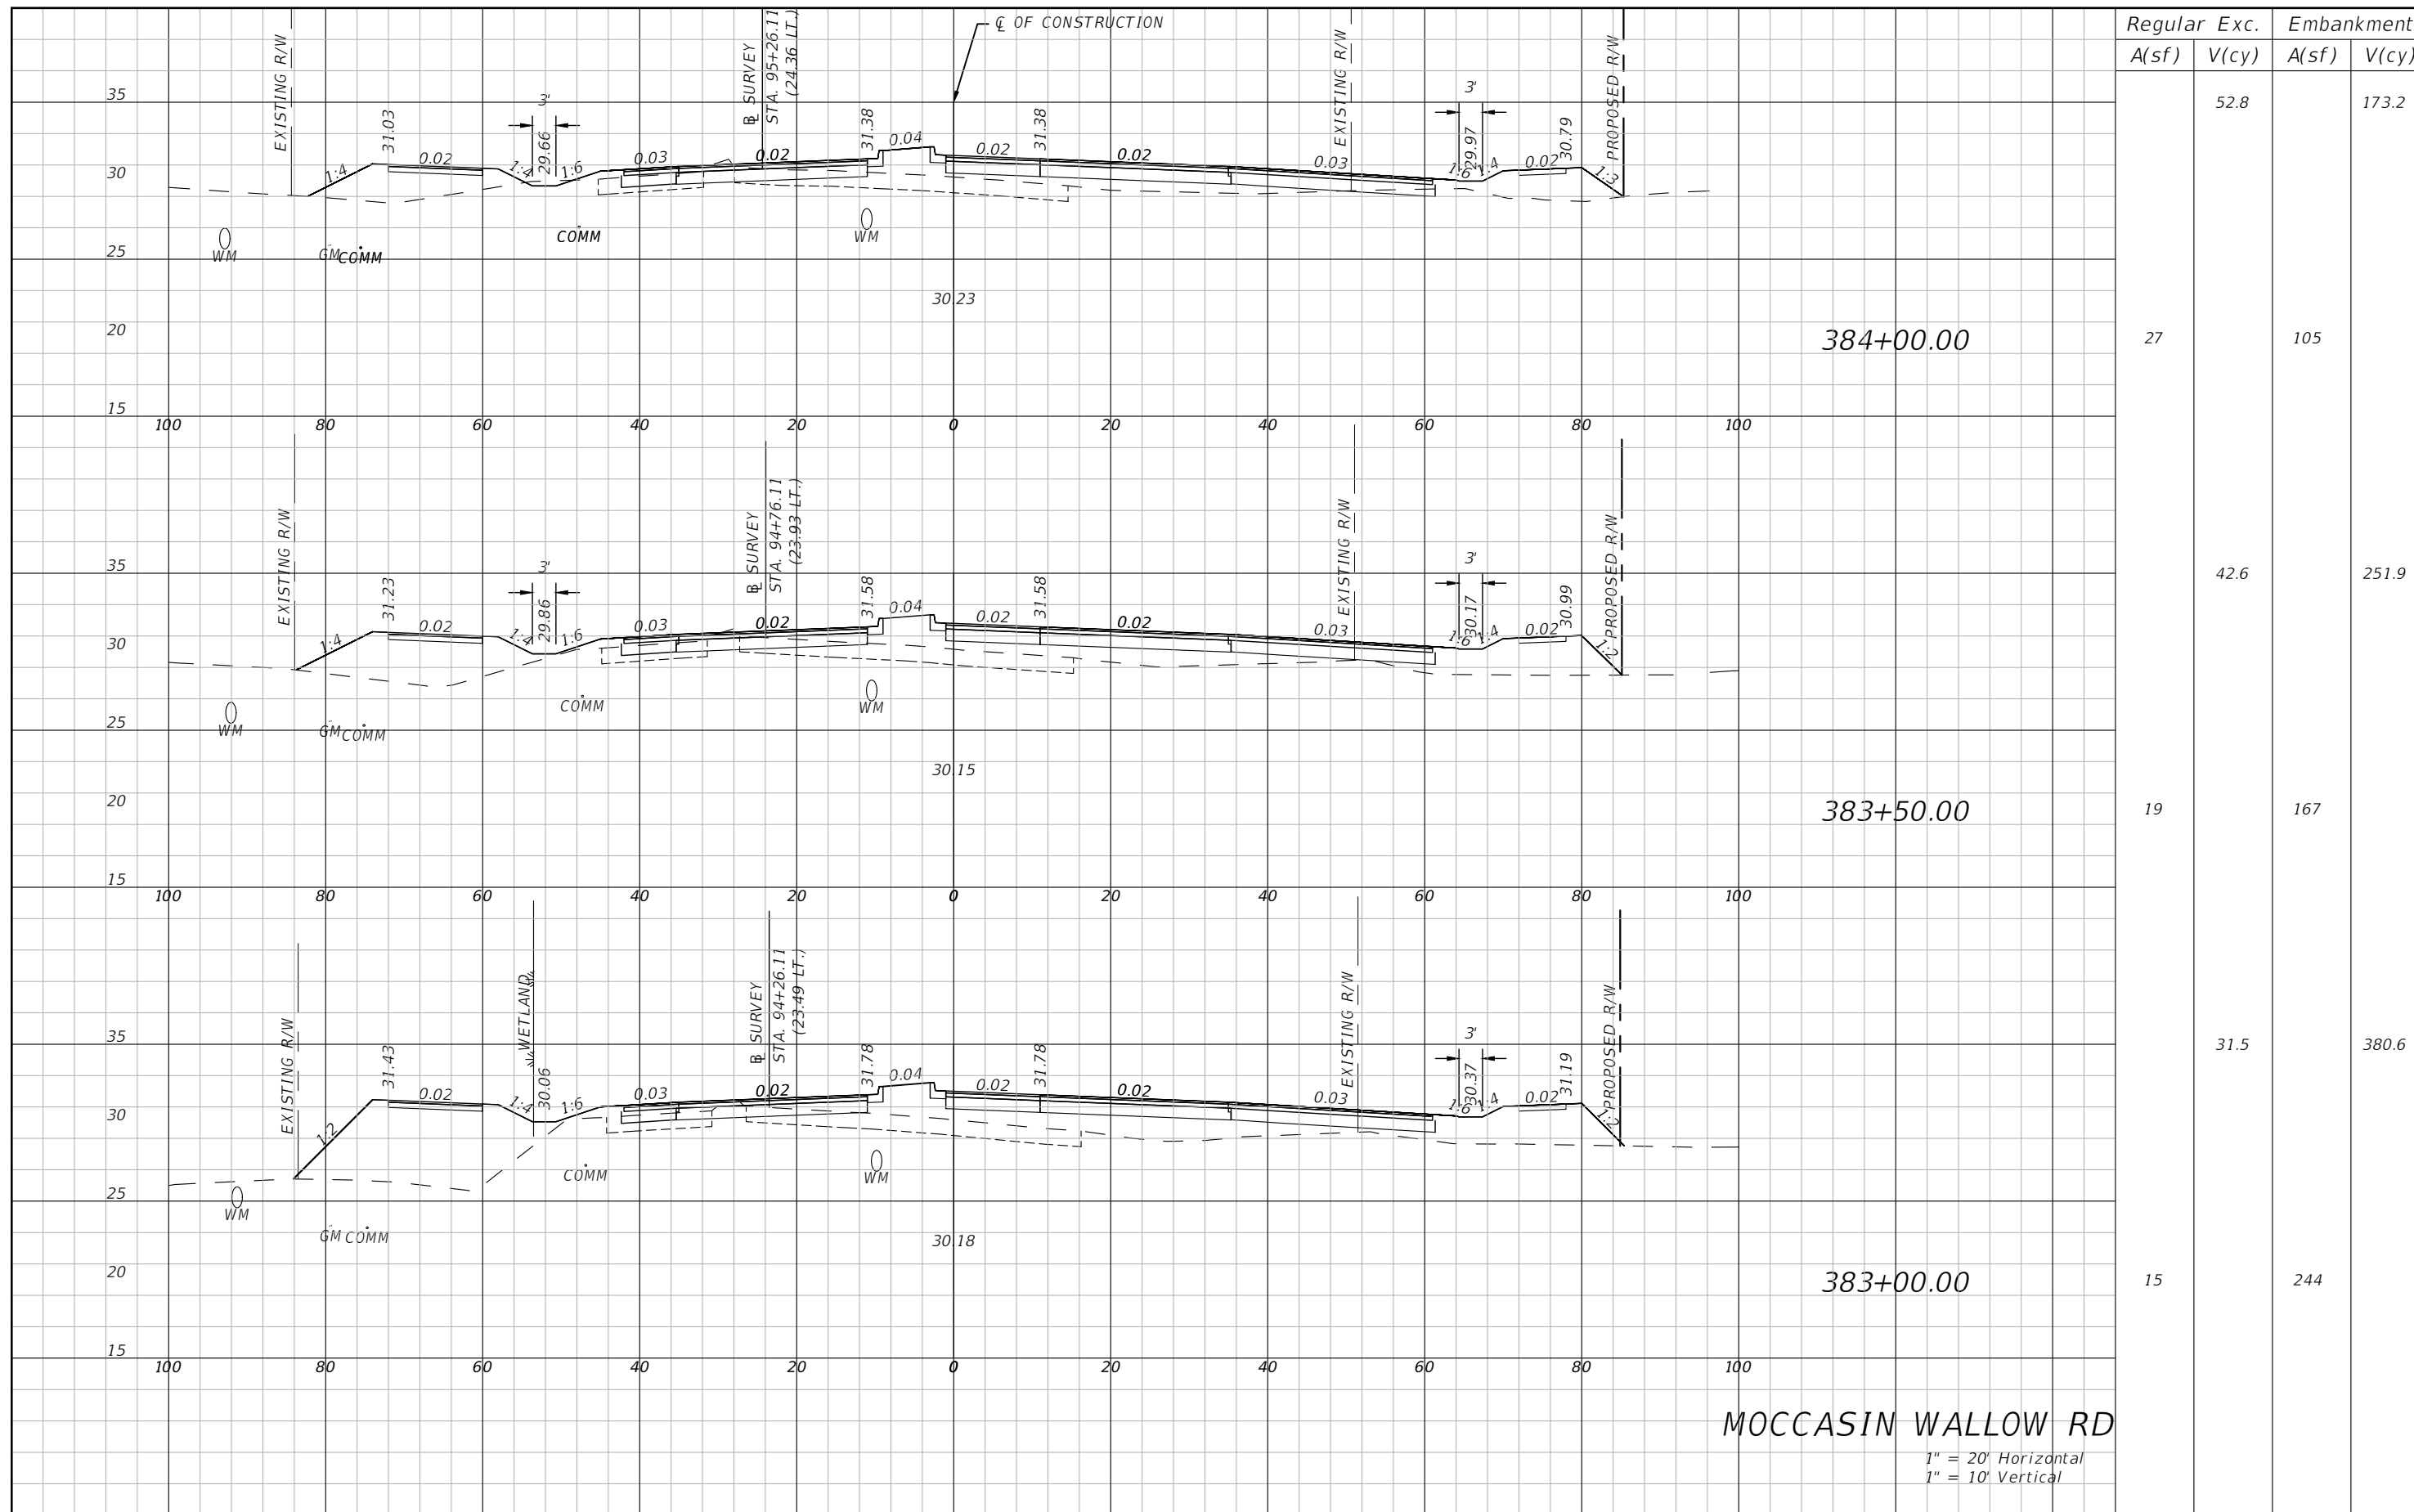 Regular Exc. Embankment
A(sf) V(cy) A(sf) V(cy)
℄ OF CONSTRUCTION
EXISTING R/W
31.03
3'
29.66
B SURVEY
STA. 95+26.11
(24.36 LT.)
31.38
31.38
EXISTING R/W
3'
29.97
30.79
PROPOSED R/W
52.8 173.2
35
1:4 0.02 1:4 1:6 0.03 0.02 0.04 0.02 0.02 0.03 1:6 1:4 0.02 1:3
30
WM GM COMM COMM WM
25
30.23
20
384+00.00 27 105
15
100 80 60 40 20 0 20 40 60 80 100
EXISTING R/W
31.23
3'
29.86
B SURVEY
STA. 94+76.11
(23.93 LT.)
31.58
31.58
EXISTING R/W
3'
30.17
30.99
PROPOSED R/W
42.6 251.9
35
1:4 0.02 1:4 1:6 0.03 0.02 0.04 0.02 0.02 0.03 1:6 1:4 0.02 1:2
30
WM GM COMM COMM WM
25
30.15
20
383+50.00 19 167
15
100 80 60 40 20 0 20 40 60 80 100
EXISTING R/W
31.43
WETLAND
30.06
B SURVEY
STA. 94+26.11
(23.49 LT.)
31.78
31.78
EXISTING R/W
3'
30.37
31.19
PROPOSED R/W
31.5 380.6
35
1:2 0.02 1:4 1:6 0.03 0.02 0.04 0.02 0.02 0.03 1:6 1:4 0.02 1:2
30
COMM WM
25
WM GM COMM
30.18
20
383+00.00 15 244
15
100 80 60 40 20 0 20 40 60 80 100
MOCCASIN WALLOW RD
1" = 20' Horizontal
1" = 10' Vertical